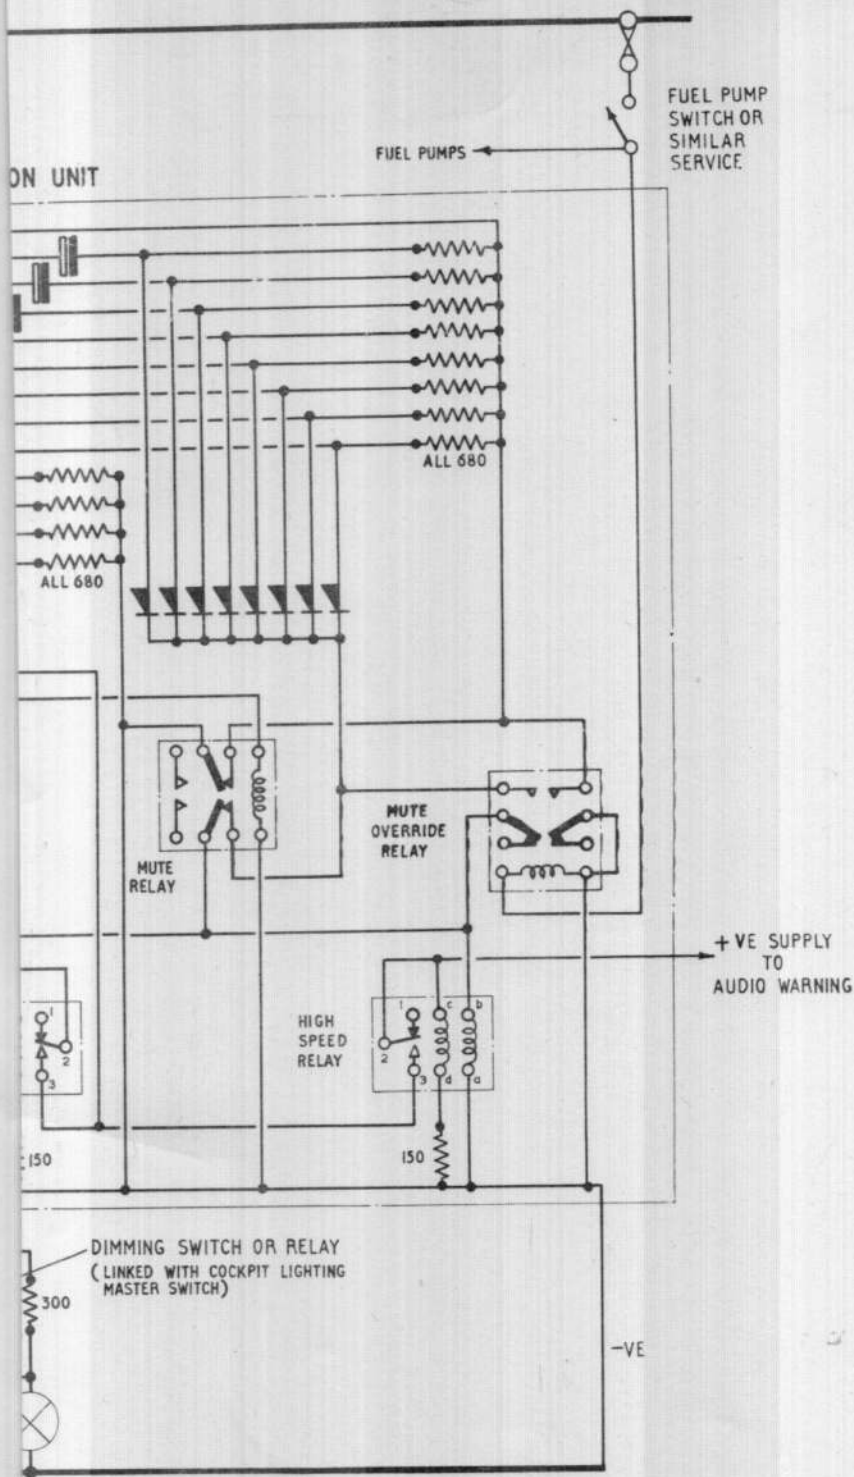 FUEL PUMP
SWITCH OR
SIMILAR
SERVICE
FUEL PUMPS
ON UNIT
ALL 680
ALL 680
MUTE
RELAY
MUTE
OVERRIDE
RELAY
+ VE SUPPLY
TO
AUDIO WARNING
1
2
3
HIGH
SPEED
RELAY
1
c
b
2
3
d
a
150
150
DIMMING SWITCH OR RELAY
(LINKED WITH COCKPIT LIGHTING
MASTER SWITCH)
300
-VE